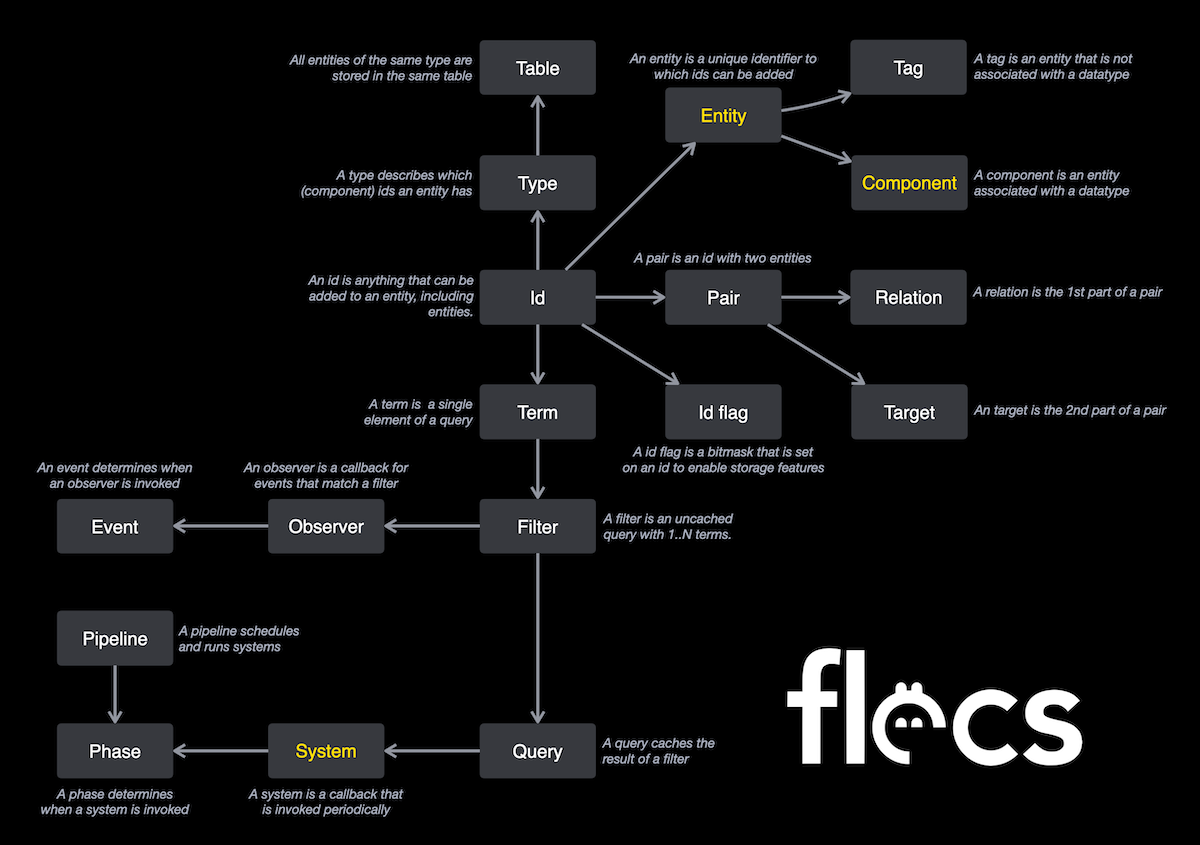 All entities of the same type are
stored in the same table
Table
An entity is a unique identifier to
which ids can be added
Entity
Tag
A tag is an entity that is not
associated with a datatype
A type describes which
(component) ids an entity has
Type
Component
A component is an entity
associated with a datatype
An id is anything that can be
added to an entity, including
entities.
Id
A pair is an id with two entities
Pair
Relation
A relation is the 1st part of a pair
A term is a single
element of a query
Term
Id flag
A id flag is a bitmask that is set
on an id to enable storage features
Target
An target is the 2nd part of a pair
An event determines when
an observer is invoked
Event
An observer is a callback for
events that match a filter
Observer
Filter
A filter is an uncached
query with 1..N terms.
Pipeline
A pipeline schedules
and runs systems
Phase
A phase determines
when a system is invoked
System
A system is a callback that
is invoked periodically
Query
A query caches the
result of a filter
flecs